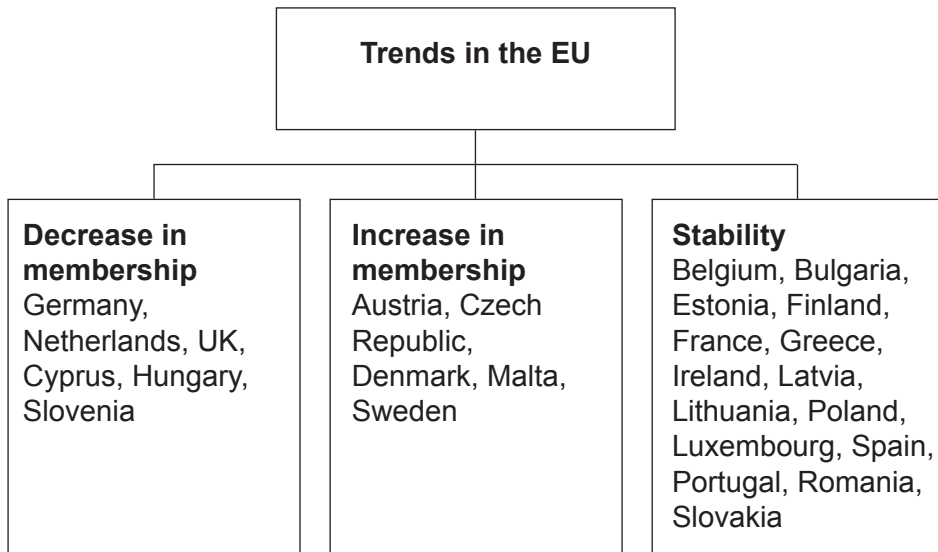 Trends in the EU
Decrease in
membership
Germany,
Netherlands, UK,
Cyprus, Hungary,
Slovenia
Increase in
membership
Austria, Czech
Republic,
Denmark, Malta,
Sweden
Stability
Belgium, Bulgaria,
Estonia, Finland,
France, Greece,
Ireland, Latvia,
Lithuania, Poland,
Luxembourg, Spain,
Portugal, Romania,
Slovakia